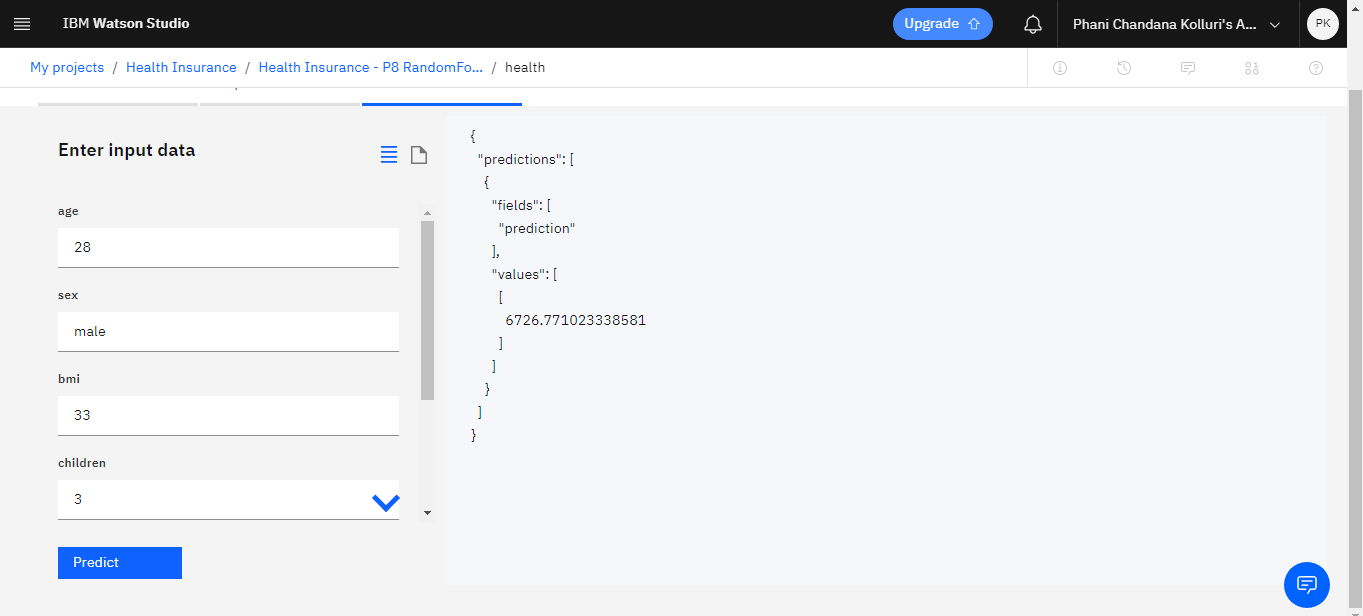 IBM Watson Studio
Upgrade
Phani Chandana Kolluri's A...
PK
My projects / Health Insurance / Health Insurance - P8 RandomFo... / health
Enter input data
age
28
sex
male
bmi
33
children
3
Predict
{
"predictions": [
{
"fields": [
"prediction"
],
"values": [
[
6726.771023338581
]
]
}
]
}